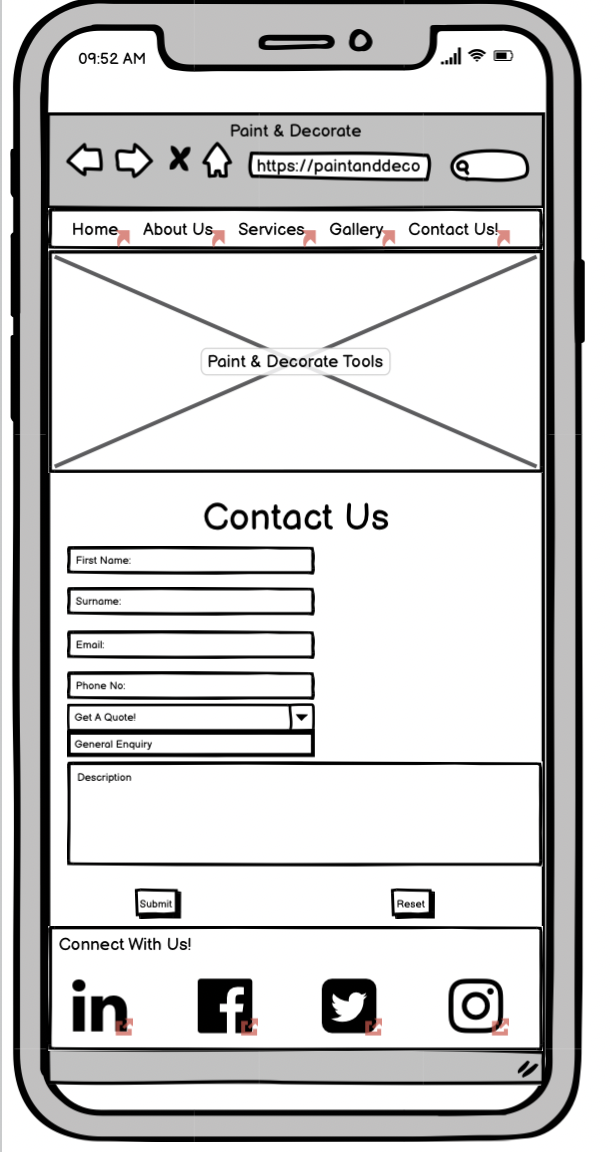 09:52 AM
Paint & Decorate
https://paintanddeco
Home About Us Services Gallery Contact Us!
Paint & Decorate Tools
Contact Us
First Name:
Surname:
Email:
Phone No:
Get A Quote!
General Enquiry
Description
Submit Reset
Connect With Us!
in f